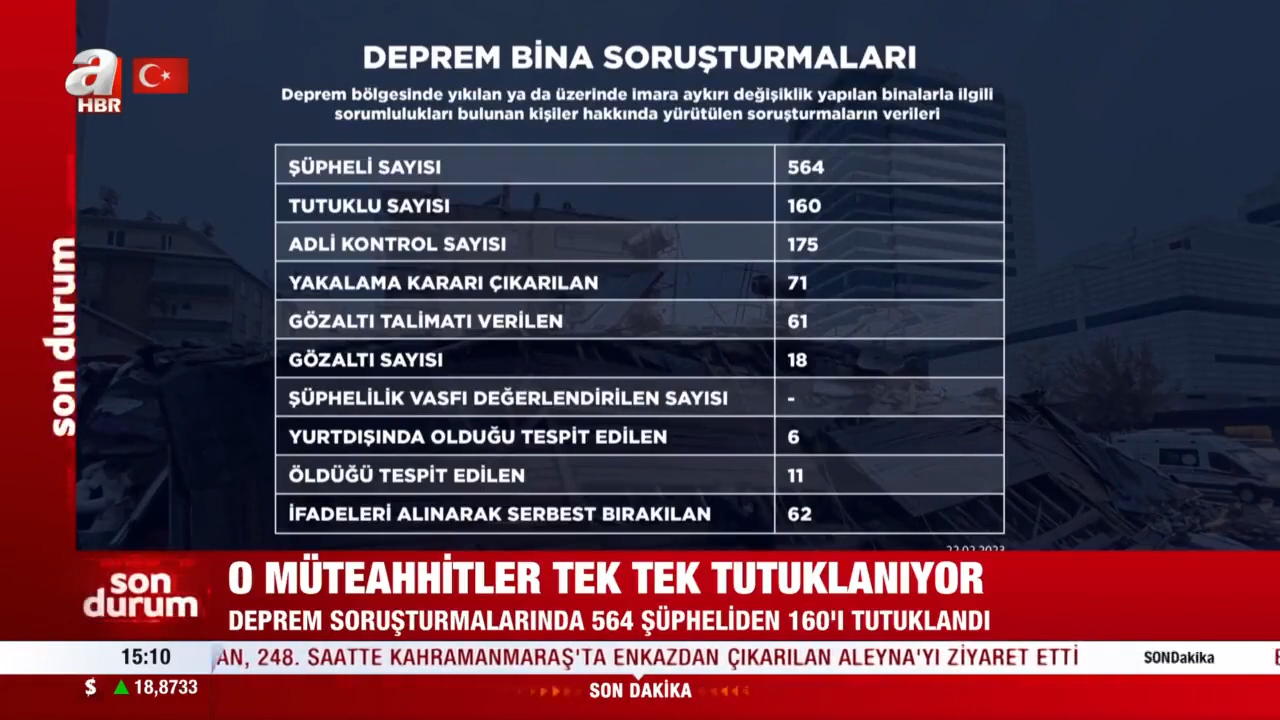 DEPREM BİNA SORUŞTURMALARI
a
HBR
Deprem bölgesinde yıkılan ya da üzerinde imara aykırı değişiklik yapılan binalarla ilgili
sorumlulukları bulunan kişiler hakkında yürütülen soruşturmaların verileri
ŞÜPHELİ SAYISI 564
TUTUKLU SAYISI 160
ADLİ KONTROL SAYISI 175
YAKALAMA KARARI ÇIKARILAN 71
GÖZALTI TALİMATI VERİLEN 61
GÖZALTI SAYISI 18
ŞÜPHELİLİK VASFI DEĞERLENDİRİLEN SAYISI -
YURTDIŞINDA OLDUĞU TESPİT EDİLEN 6
ÖLDÜĞÜ TESPİT EDİLEN 11
İFADELERİ ALINARAK SERBEST BIRAKILAN 62
22.02.2023
son durum
son
durum
O MÜTEAHHİTLER TEK TEK TUTUKLANIYOR
DEPREM SORUŞTURMALARINDA 564 ŞÜPHELİDEN 160'I TUTUKLANDI
15:10 AN, 248. SAATTE KAHRAMANMARAŞ'TA ENKAZDAN ÇIKARILAN ALEYNA'YI ZİYARET ETTİ SONDakika
$ ▲ 18,8733 SON DAKİKA